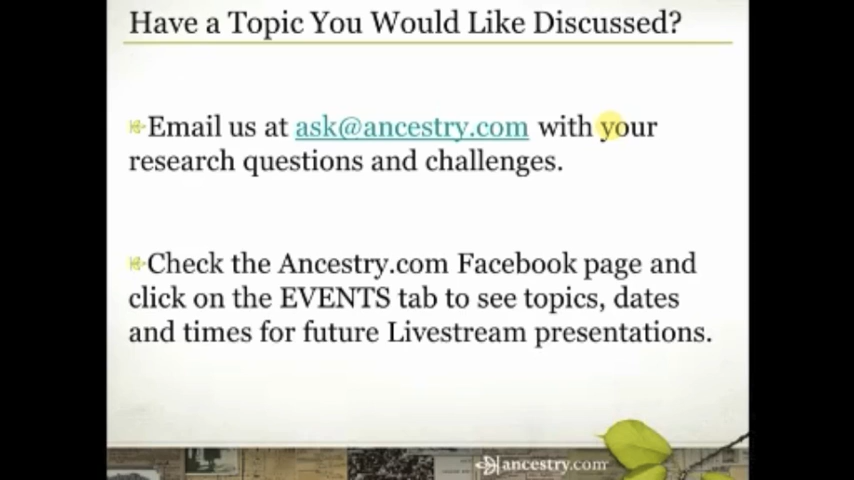 Have a Topic You Would Like Discussed?
Email us at ask@ancestry.com with your
research questions and challenges.
Check the Ancestry.com Facebook page and
click on the EVENTS tab to see topics, dates
and times for future Livestream presentations.
ancestry.com